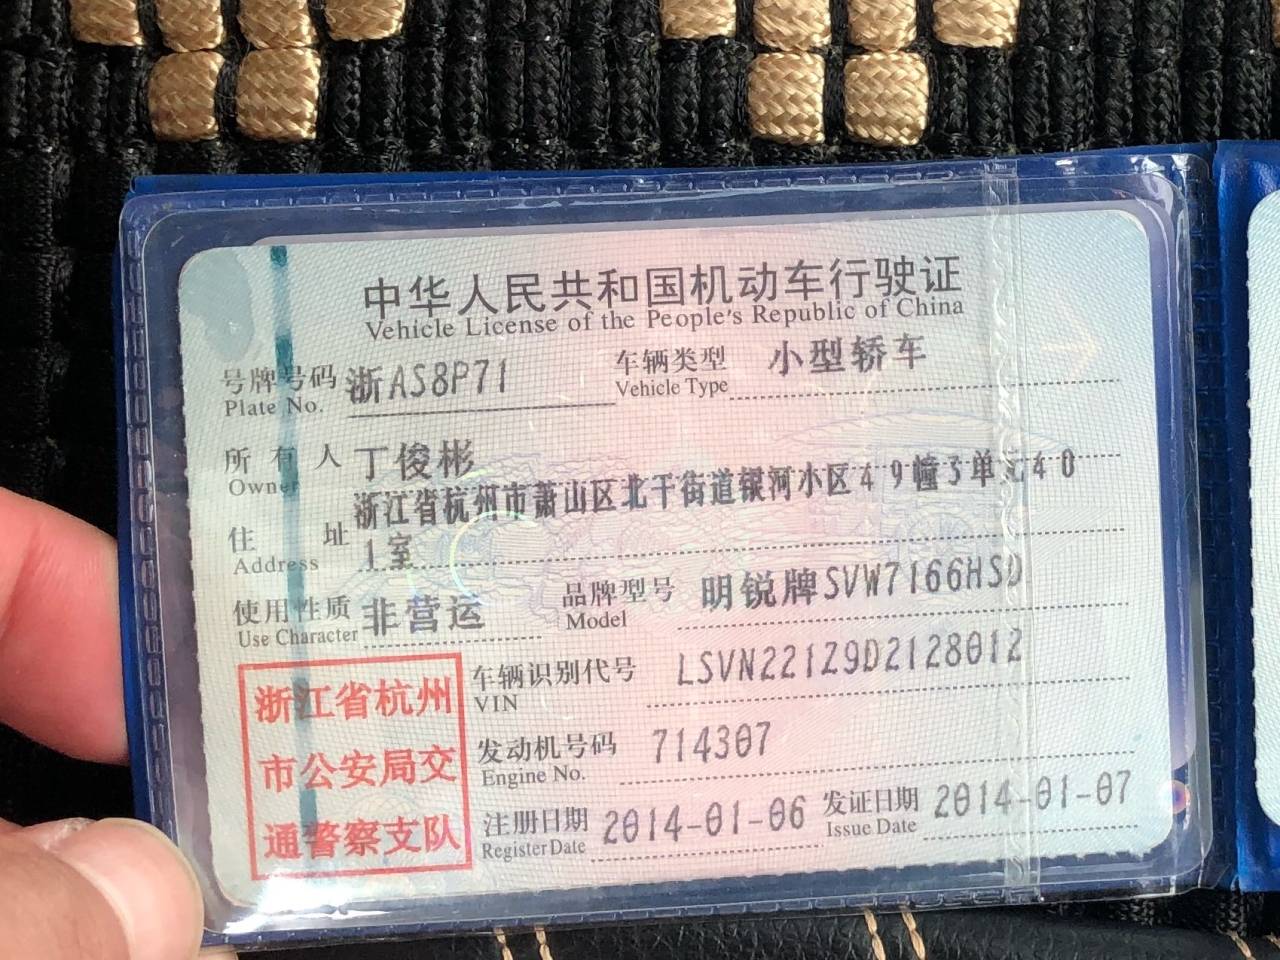 中华人民共和国机动车行驶证
Vehicle License of the People's Republic of China
号牌号码 浙AS8P71 车辆类型 小型轿车
Plate No. Vehicle Type
所有人 丁俊彬
Owner
浙江省杭州市萧山区北干街道银河小区49幢3单元40
住址 1室
Address
使用性质 非营运 品牌型号 明锐牌SVW7166HSD
Use Character Model
车辆识别代号 LSVN221Z9D2128012
VIN
发动机号码 714307
Engine No.
注册日期 2014-01-06 发证日期 2014-01-07
Register Date Issue Date
浙江省杭州
市公安局交
通警察支队